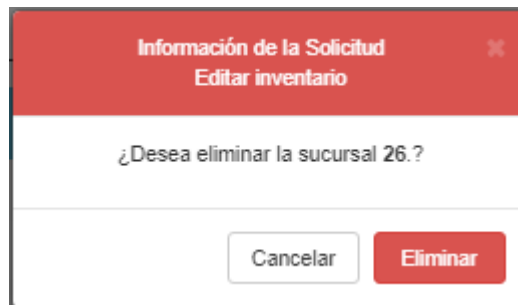 Información de la Solicitud
Editar inventario
¿Desea eliminar la sucursal 26.?
Cancelar
Eliminar